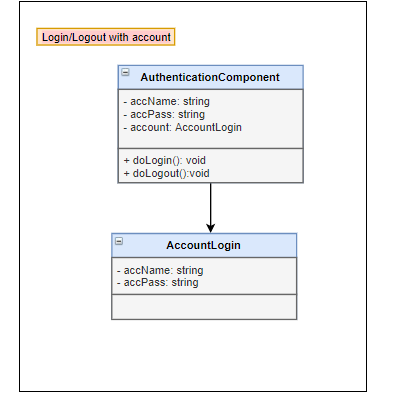 Login/Logout with account
AuthenticationComponent
- accName: string
- accPass: string
- account: AccountLogin
+ doLogin(): void
+ doLogout():void
AccountLogin
- accName: string
- accPass: string